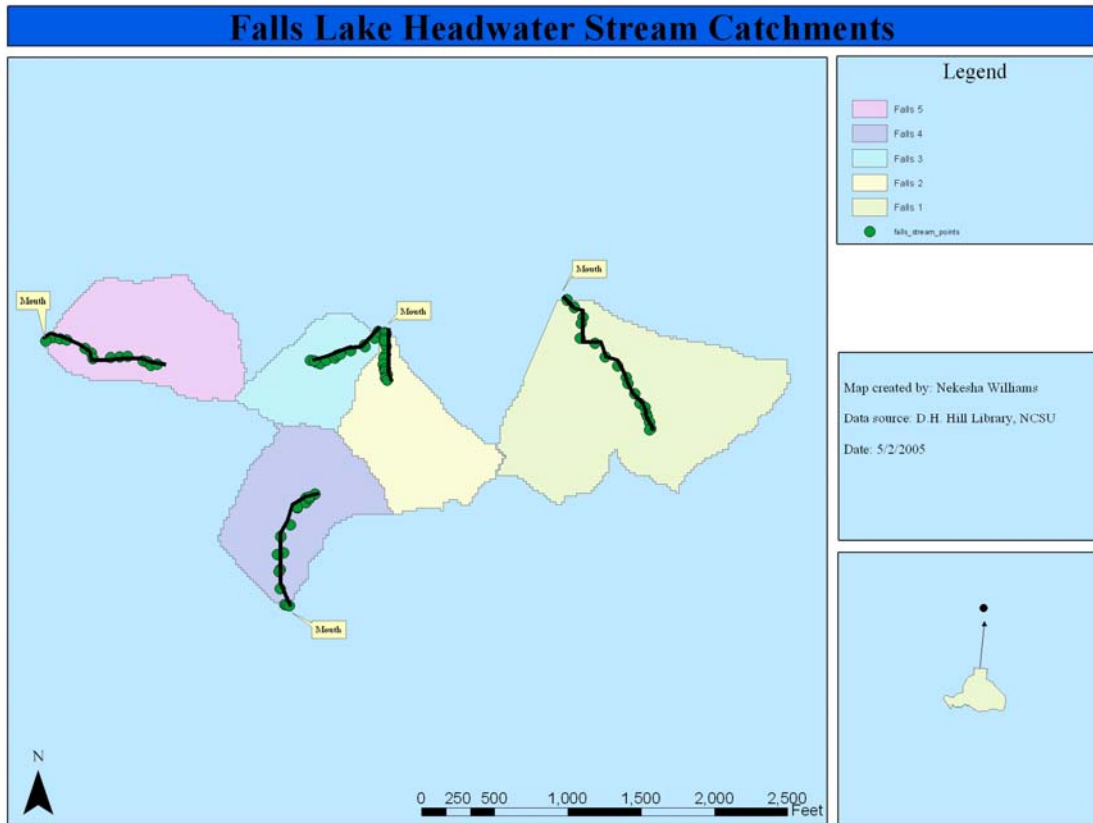 Falls Lake Headwater Stream Catchments
Legend
Falls 5
Falls 4
Falls 3
Falls 2
Falls 1
falls_stream_points
Mouth
Mouth
Mouth
Mouth
Map created by: Nekesha Williams
Data source: D.H. Hill Library, NCSU
Date: 5/2/2005
N
0 250 500 1,000 1,500 2,000 2,500
Feet